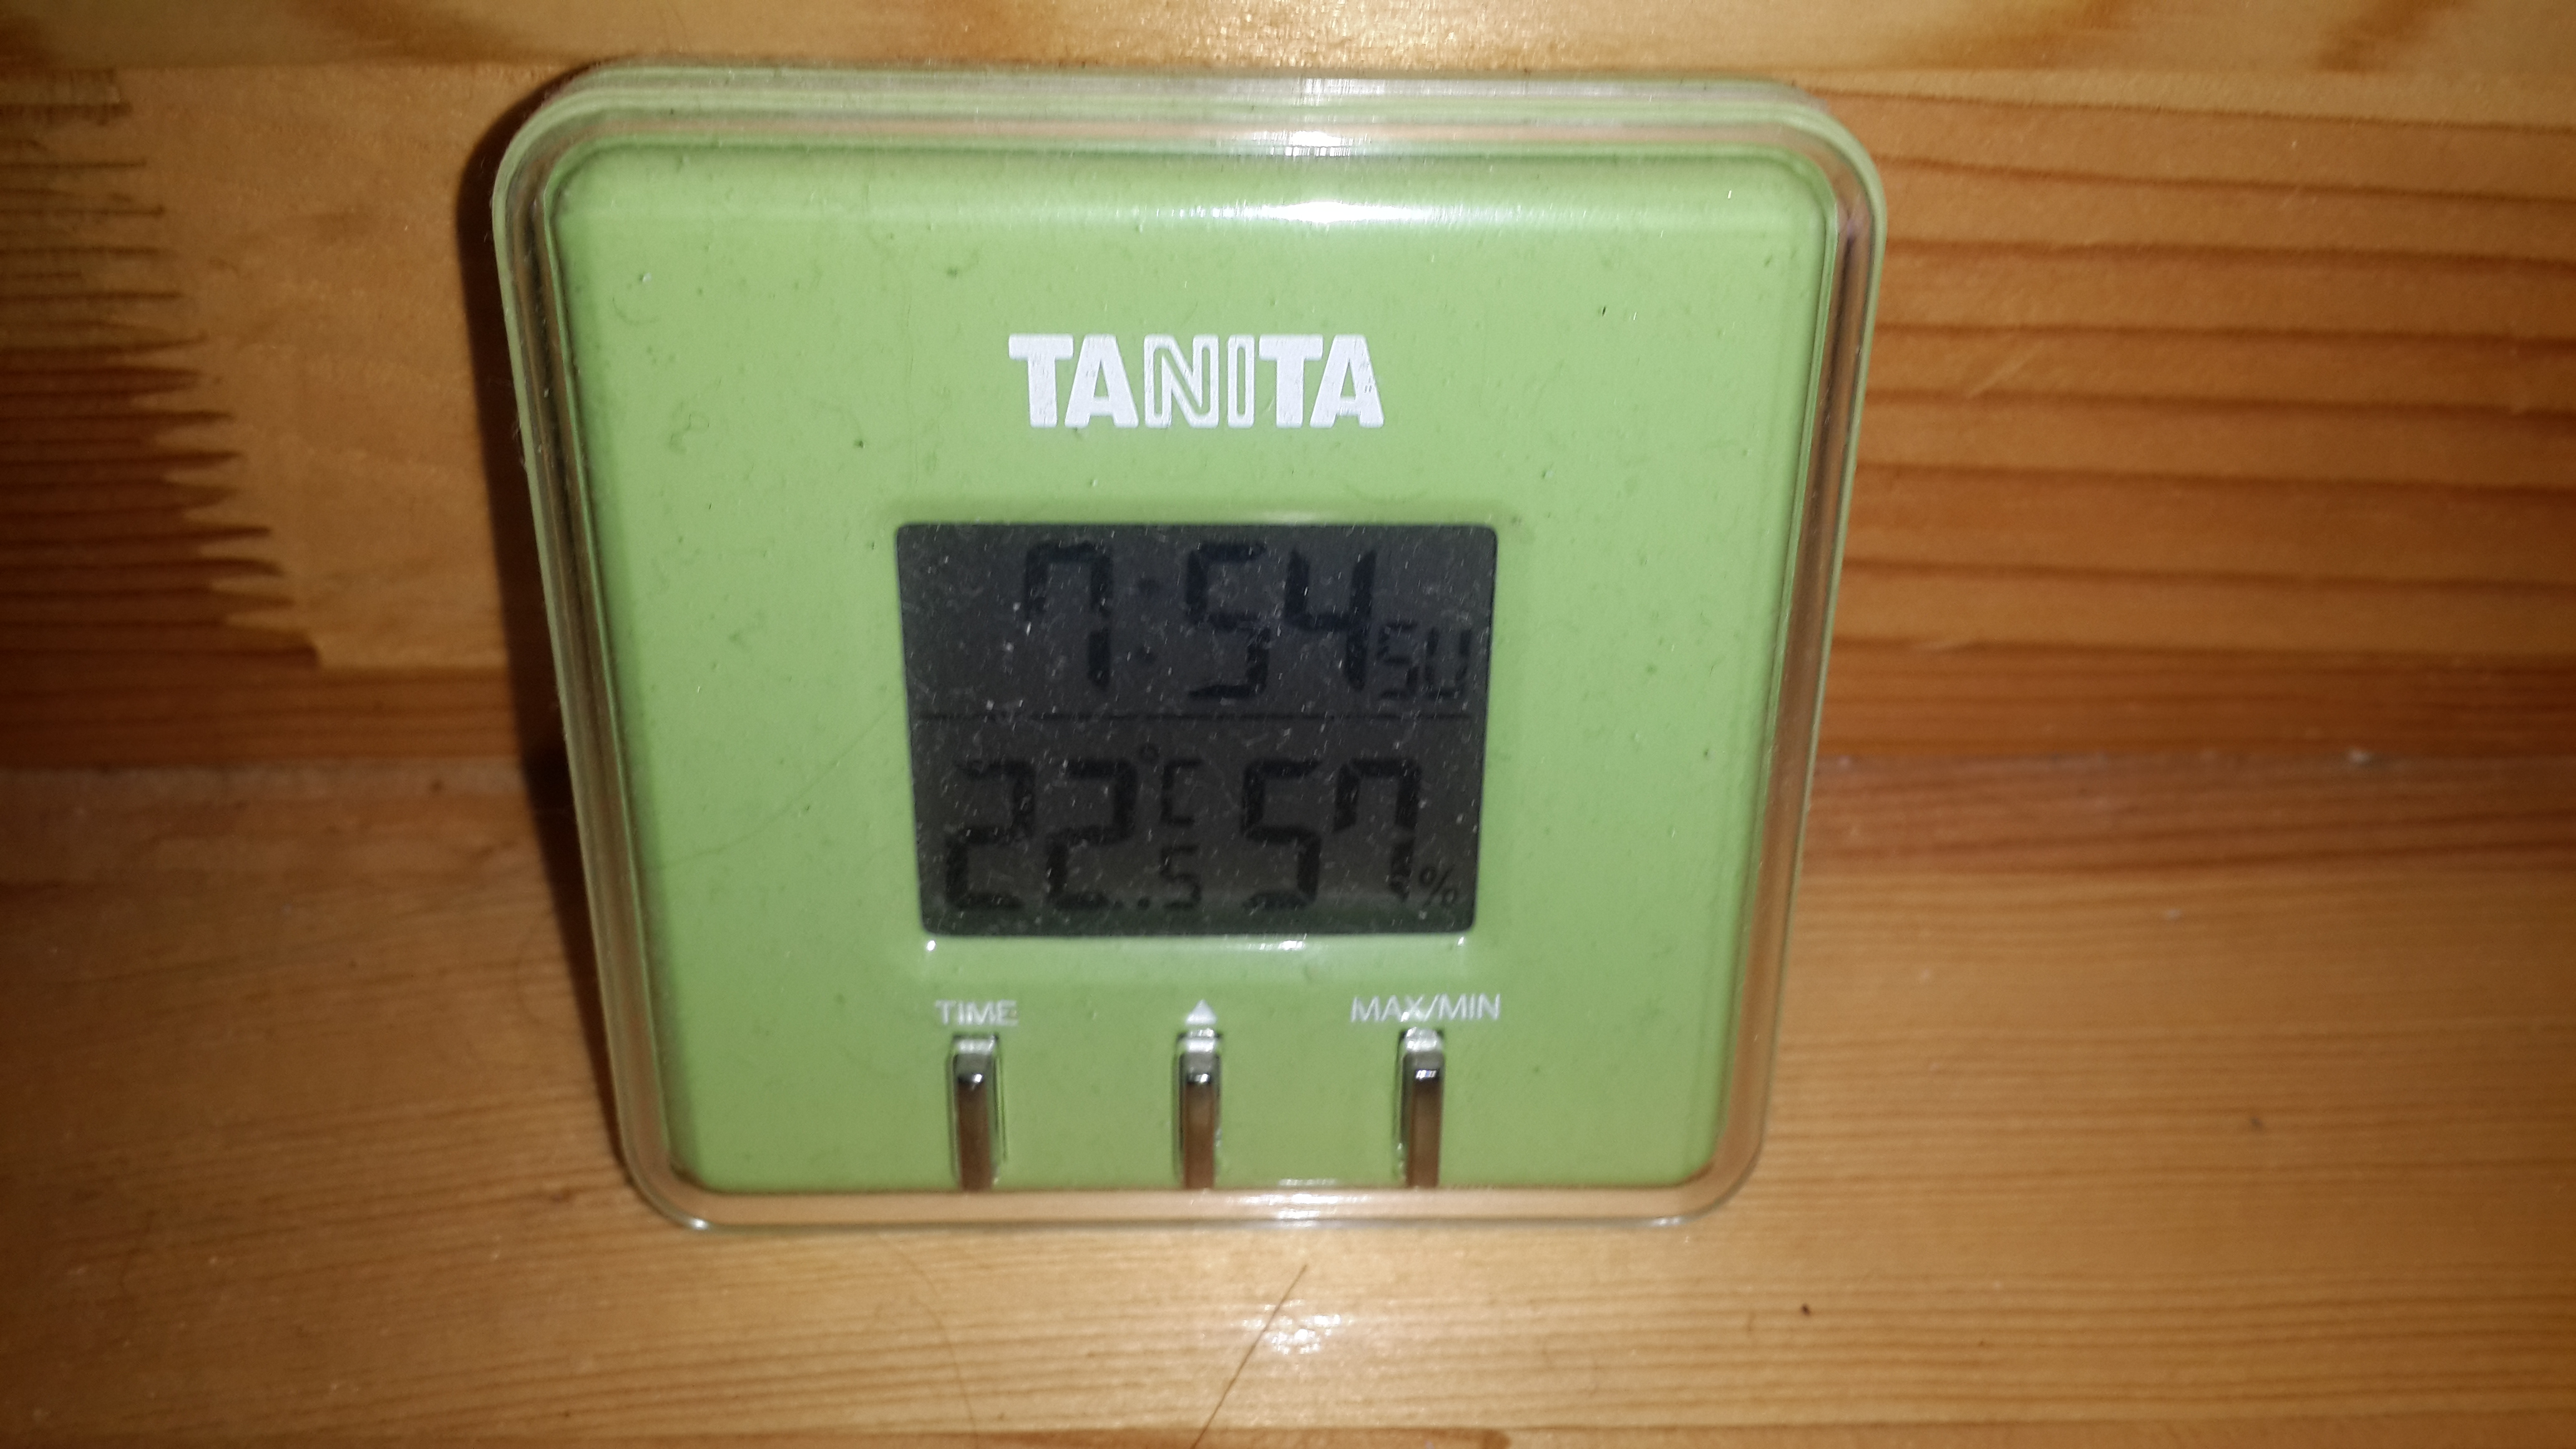 TANITA
7:54 SU
22.5 °C 57 %
TIME ▲ MAX/MIN